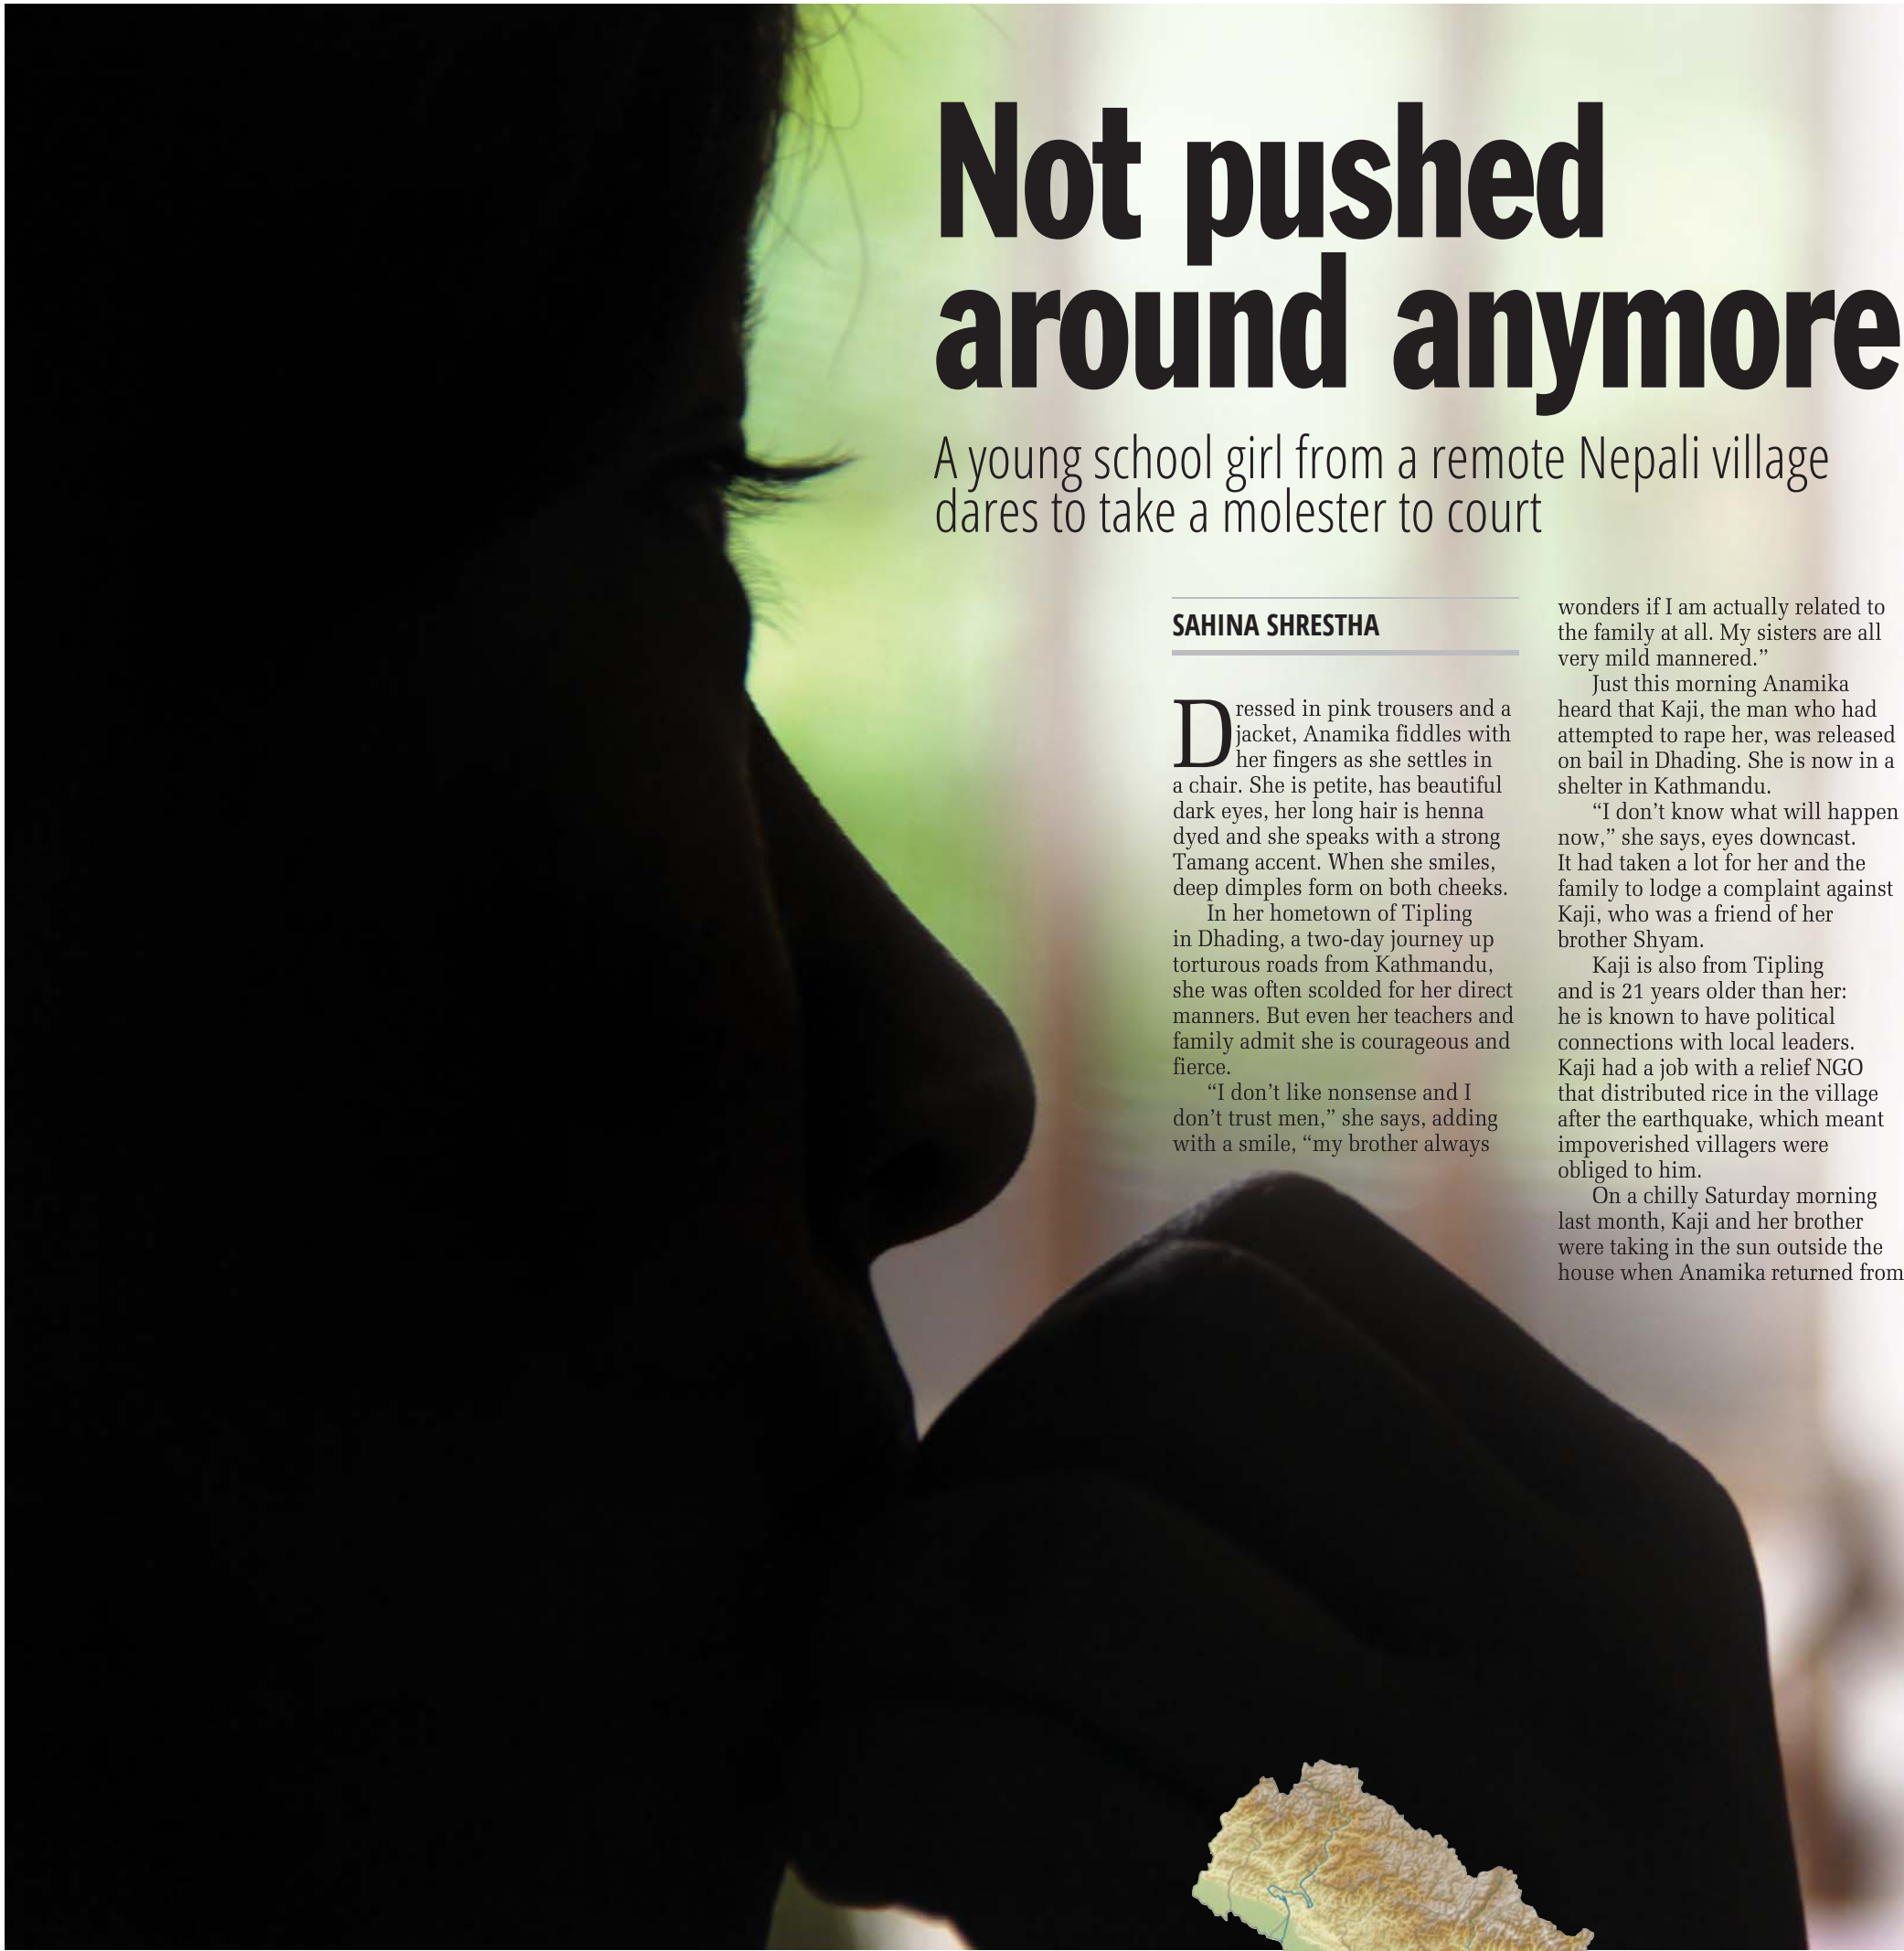 Not pushed
around anymore
A young school girl from a remote Nepali village
dares to take a molester to court
SAHINA SHRESTHA
Dressed in pink trousers and a
jacket, Anamika fiddles with
her fingers as she settles in
a chair. She is petite, has beautiful
dark eyes, her long hair is henna
dyed and she speaks with a strong
Tamang accent. When she smiles,
deep dimples form on both cheeks.
In her hometown of Tipling
in Dhading, a two-day journey up
torturous roads from Kathmandu,
she was often scolded for her direct
manners. But even her teachers and
family admit she is courageous and
fierce.
“I don’t like nonsense and I
don’t trust men,” she says, adding
with a smile, “my brother always
wonders if I am actually related to
the family at all. My sisters are all
very mild mannered.”
Just this morning Anamika
heard that Kaji, the man who had
attempted to rape her, was released
on bail in Dhading. She is now in a
shelter in Kathmandu.
“I don’t know what will happen
now,” she says, eyes downcast.
It had taken a lot for her and the
family to lodge a complaint against
Kaji, who was a friend of her
brother Shyam.
Kaji is also from Tipling
and is 21 years older than her:
he is known to have political
connections with local leaders.
Kaji had a job with a relief NGO
that distributed rice in the village
after the earthquake, which meant
impoverished villagers were
obliged to him.
On a chilly Saturday morning
last month, Kaji and her brother
were taking in the sun outside the
house when Anamika returned from